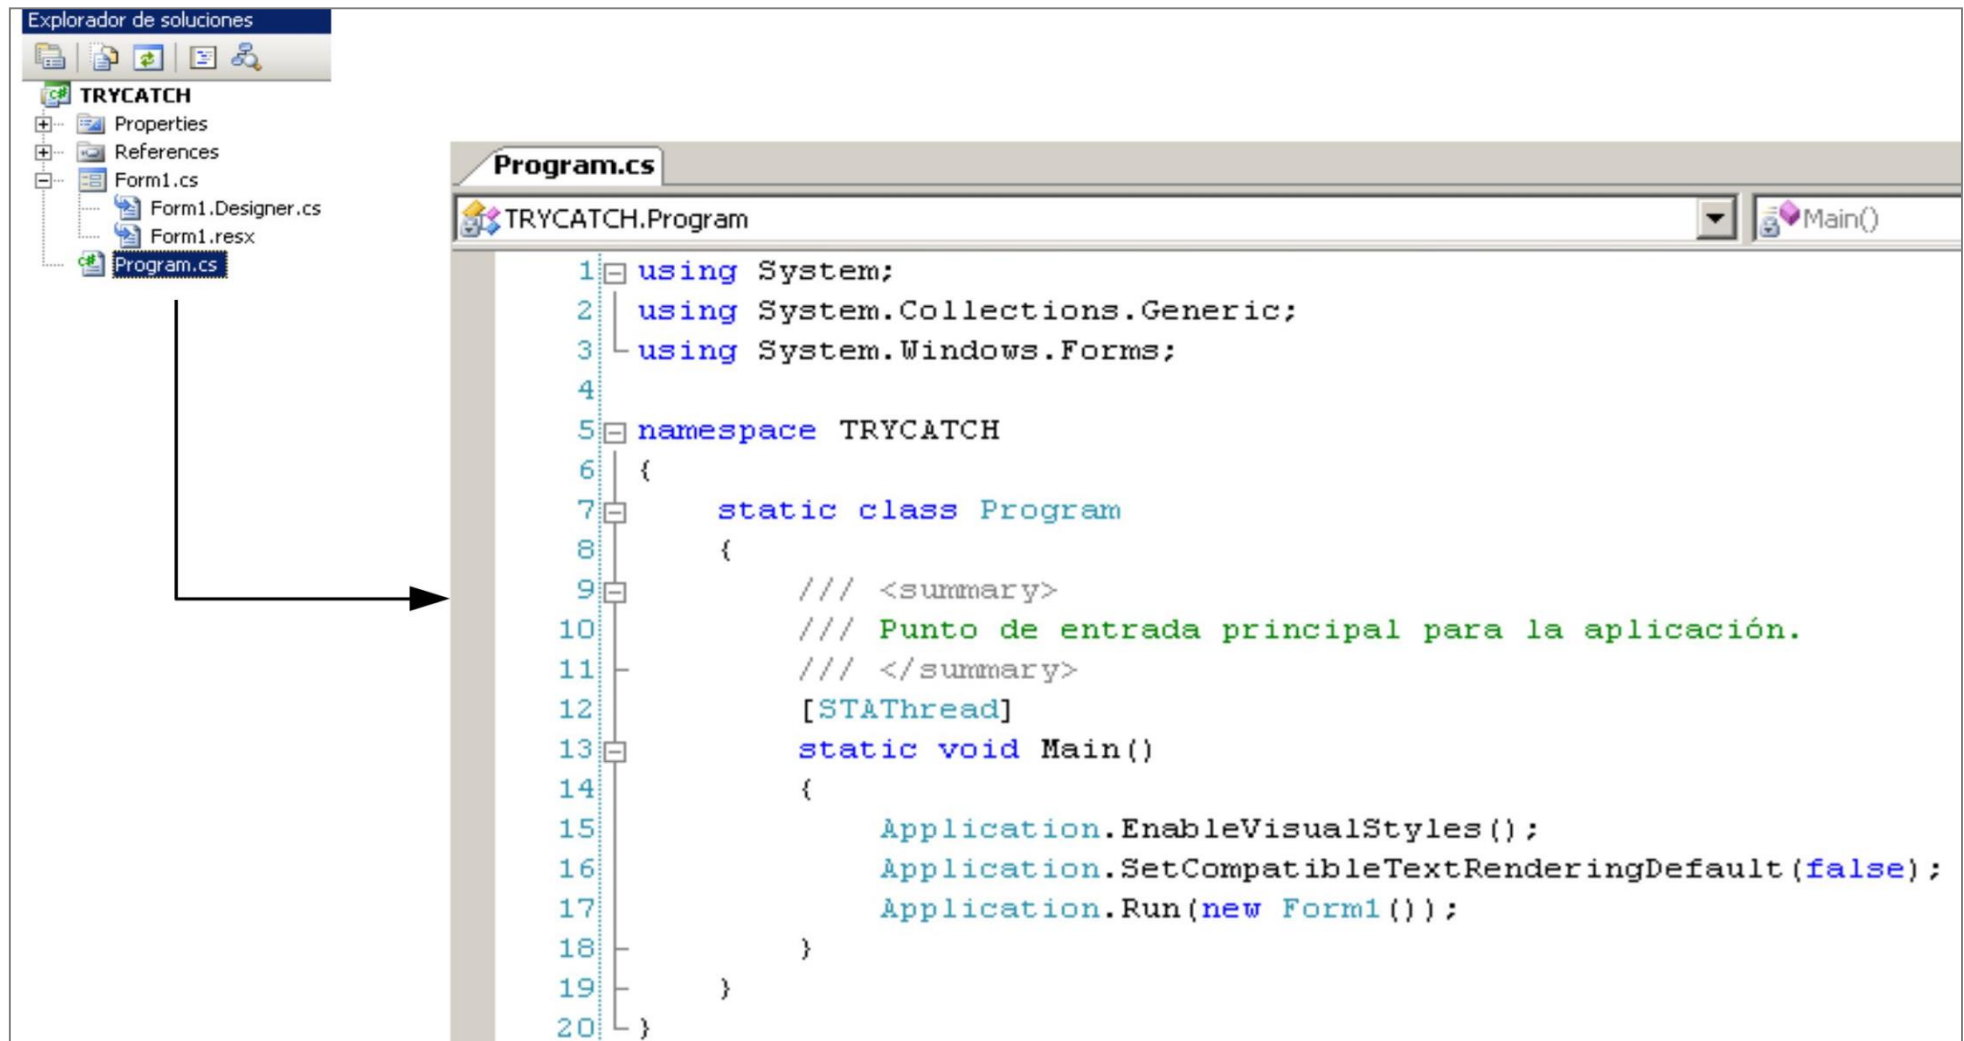 Explorador de soluciones
TRYCATCH
Properties
References
Form1.cs
Form1.Designer.cs
Form1.resx
Program.cs
Program.cs
TRYCATCH.Program
Main()
1 using System;
2 using System.Collections.Generic;
3 using System.Windows.Forms;
4
5 namespace TRYCATCH
6 {
7 static class Program
8 {
9 /// <summary>
10 /// Punto de entrada principal para la aplicación.
11 /// </summary>
12 [STAThread]
13 static void Main()
14 {
15 Application.EnableVisualStyles();
16 Application.SetCompatibleTextRenderingDefault(false);
17 Application.Run(new Form1());
18 }
19 }
20 }